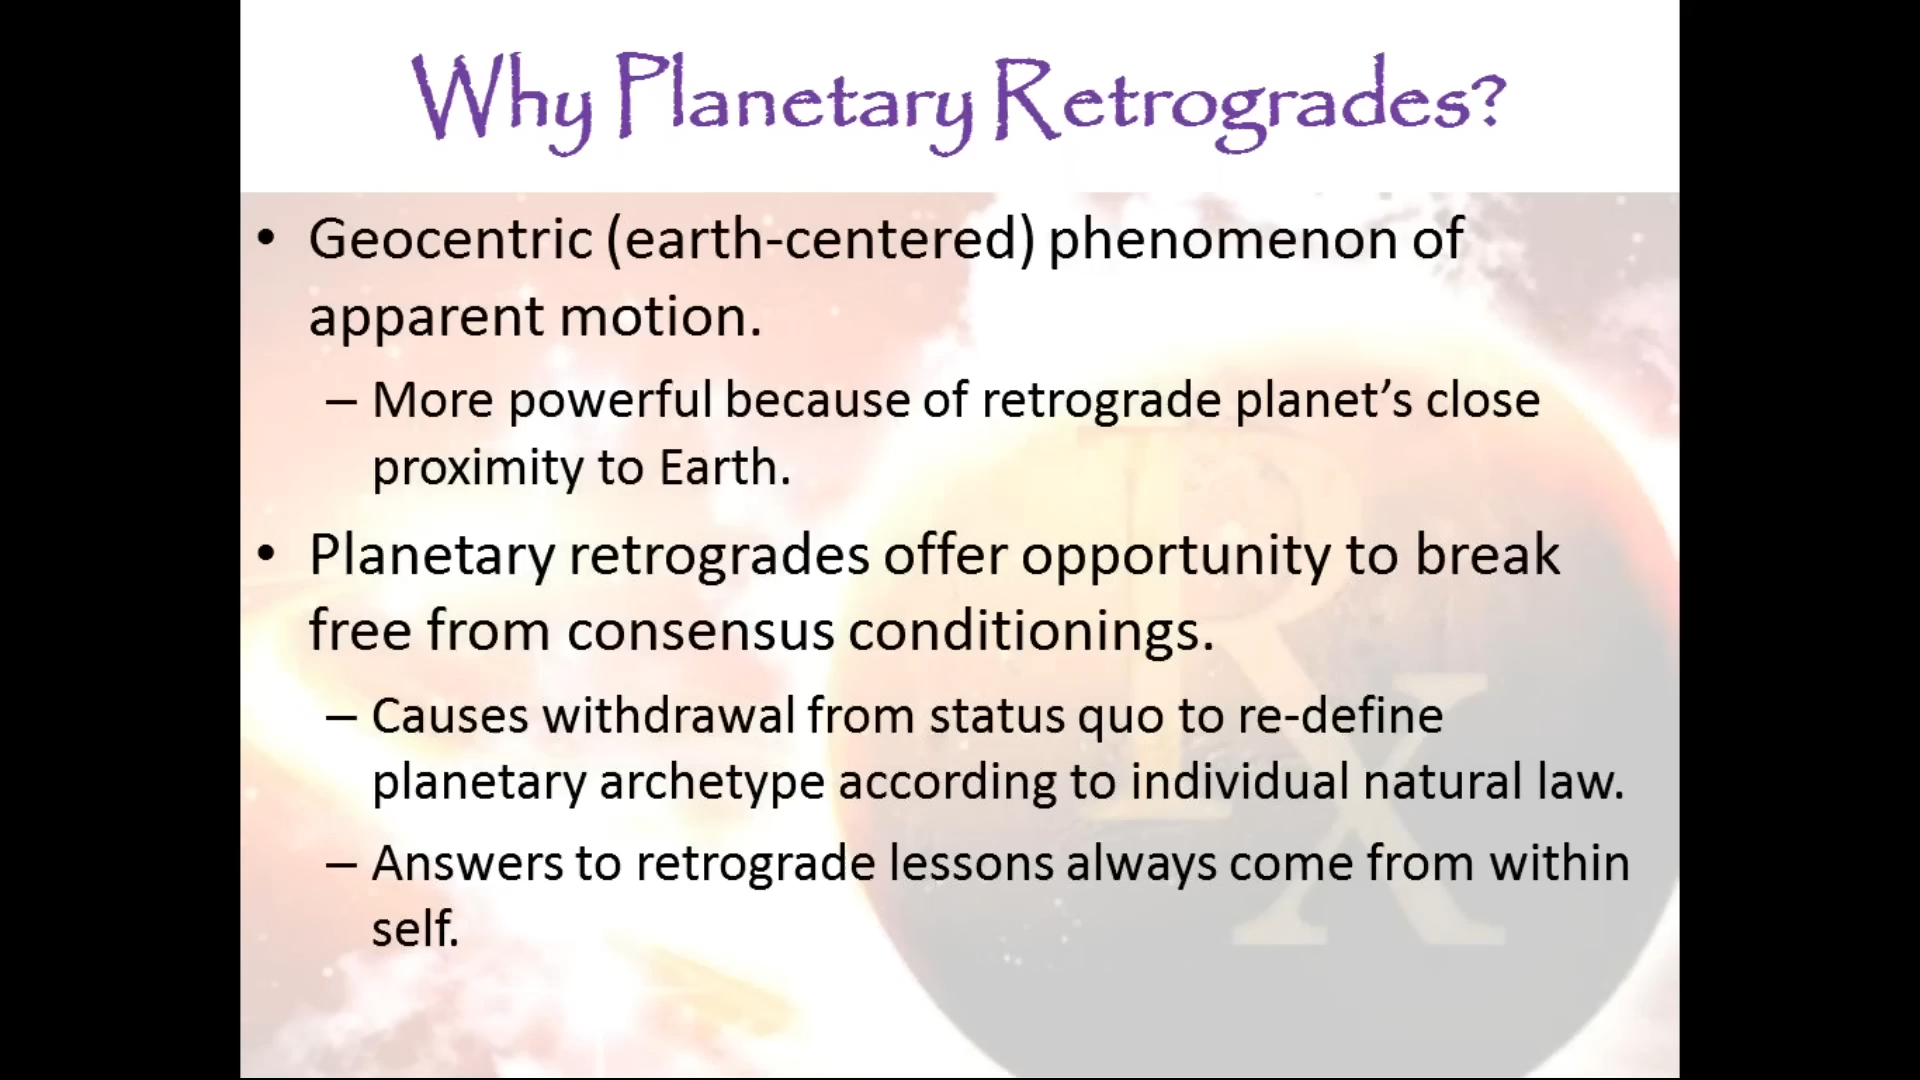 Why Planetary Retrogrades?
• Geocentric (earth-centered) phenomenon of
apparent motion.
– More powerful because of retrograde planet’s close
proximity to Earth.
• Planetary retrogrades offer opportunity to break
free from consensus conditionings.
– Causes withdrawal from status quo to re-define
planetary archetype according to individual natural law.
– Answers to retrograde lessons always come from within
self.
Rx